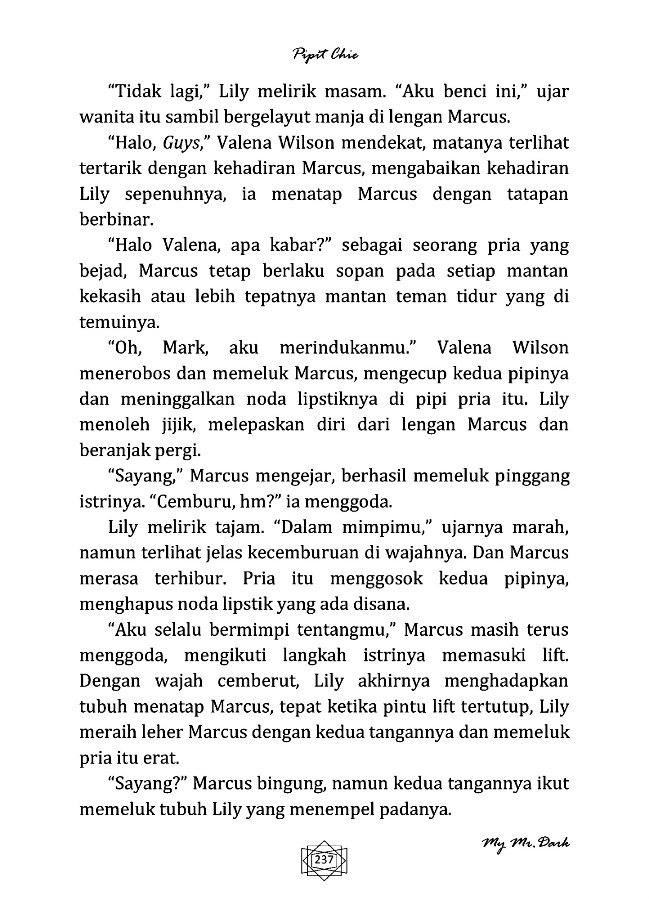 Pipit Chie
“Tidak lagi,” Lily melirik masam. “Aku benci ini,” ujar
wanita itu sambil bergelayut manja di lengan Marcus.
“Halo, Guys,” Valena Wilson mendekat, matanya terlihat
tertarik dengan kehadiran Marcus, mengabaikan kehadiran
Lily sepenuhnya, ia menatap Marcus dengan tatapan
berbinar.
“Halo Valena, apa kabar?” sebagai seorang pria yang
bejad, Marcus tetap berlaku sopan pada setiap mantan
kekasih atau lebih tepatnya mantan teman tidur yang di
temuinya.
“Oh, Mark, aku merindukanmu.” Valena Wilson
menerobos dan memeluk Marcus, mengecup kedua pipinya
dan meninggalkan noda lipstiknya di pipi pria itu. Lily
menoleh jijik, melepaskan diri dari lengan Marcus dan
beranjak pergi.
“Sayang,” Marcus mengejar, berhasil memeluk pinggang
istrinya. “Cemburu, hm?” ia menggoda.
Lily melirik tajam. “Dalam mimpimu,” ujarnya marah,
namun terlihat jelas kecemburuan di wajahnya. Dan Marcus
merasa terhibur. Pria itu menggosok kedua pipinya,
menghapus noda lipstik yang ada disana.
“Aku selalu bermimpi tentangmu,” Marcus masih terus
menggoda, mengikuti langkah istrinya memasuki lift.
Dengan wajah cemberut, Lily akhirnya menghadapkan
tubuh menatap Marcus, tepat ketika pintu lift tertutup, Lily
meraih leher Marcus dengan kedua tangannya dan memeluk
pria itu erat.
“Sayang?” Marcus bingung, namun kedua tangannya ikut
memeluk tubuh Lily yang menempel padanya.
My Mr. Dark
237